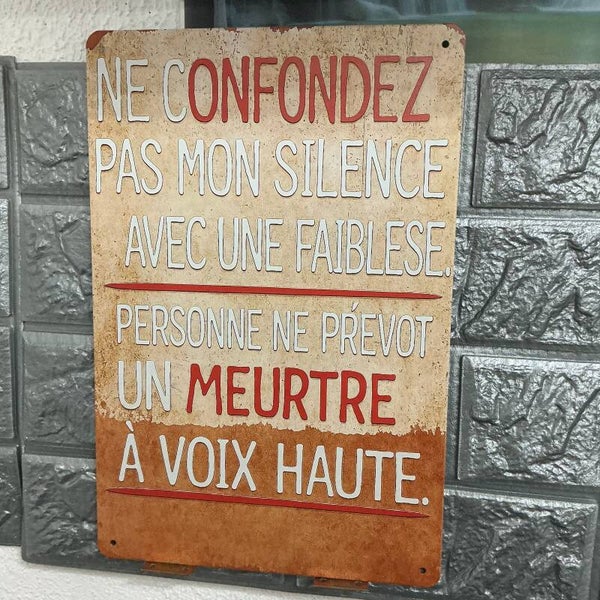 NE CONFONDEZ
PAS MON SILENCE
AVEC UNE FAIBLESE.
PERSONNE NE PRÉVOT
UN MEURTRE
À VOIX HAUTE.